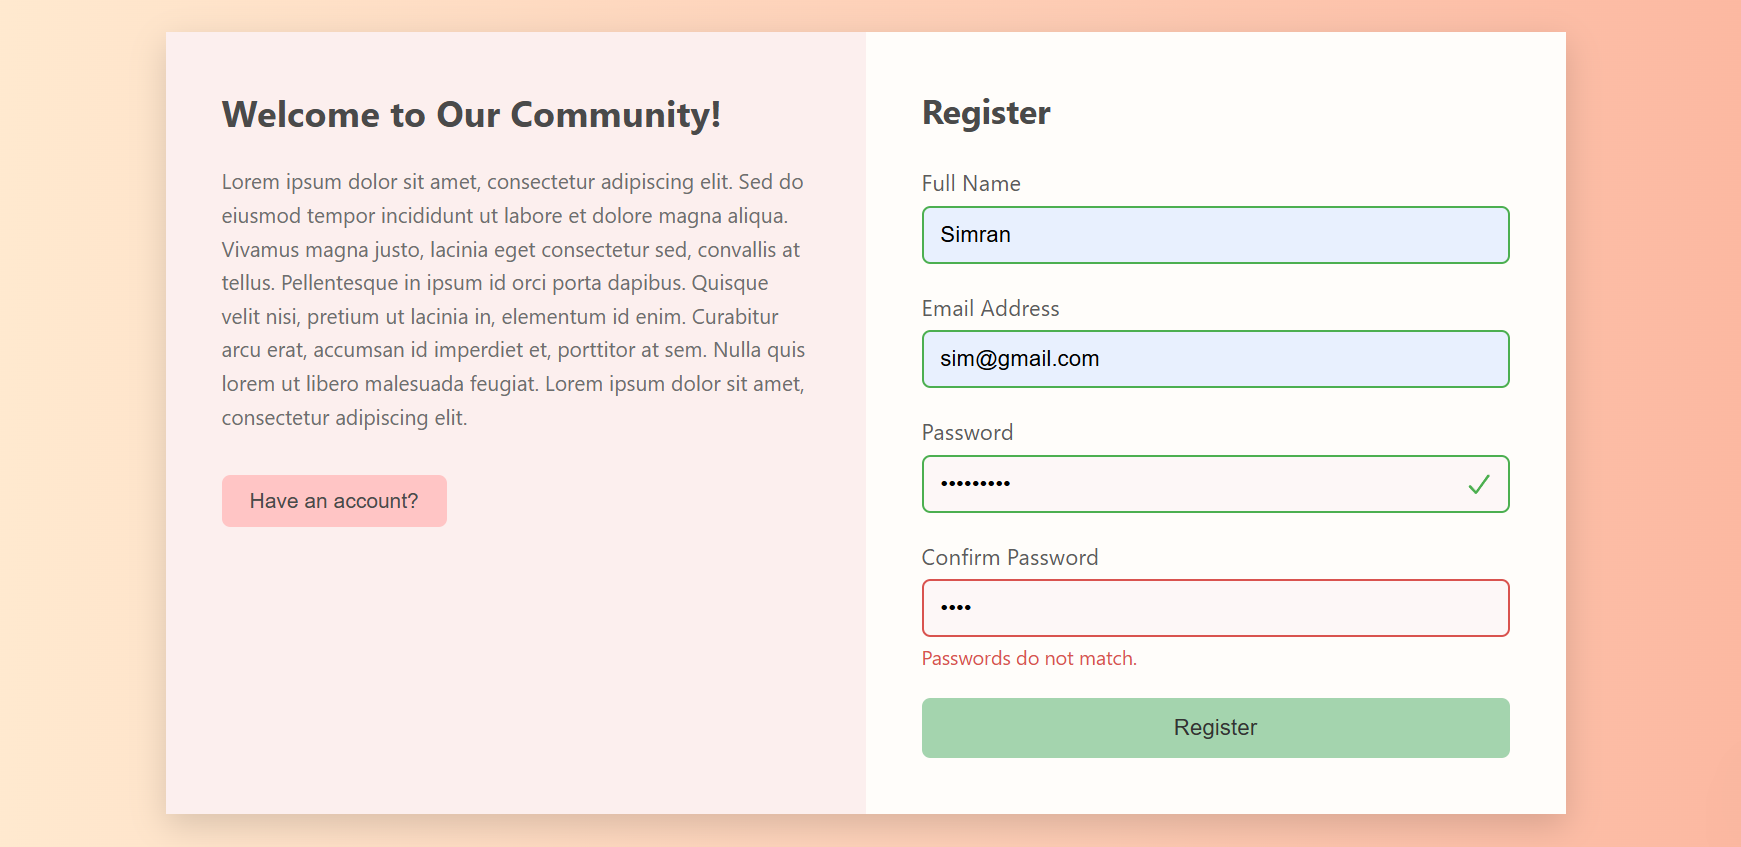 Welcome to Our Community!
Lorem ipsum dolor sit amet, consectetur adipiscing elit. Sed do
eiusmod tempor incididunt ut labore et dolore magna aliqua.
Vivamus magna justo, lacinia eget consectetur sed, convallis at
tellus. Pellentesque in ipsum id orci porta dapibus. Quisque
velit nisi, pretium ut lacinia in, elementum id enim. Curabitur
arcu erat, accumsan id imperdiet et, porttitor at sem. Nulla quis
lorem ut libero malesuada feugiat. Lorem ipsum dolor sit amet,
consectetur adipiscing elit.
Have an account?
Register
Full Name
Simran
Email Address
sim@gmail.com
Password
•••••••••
Confirm Password
••••
Passwords do not match.
Register